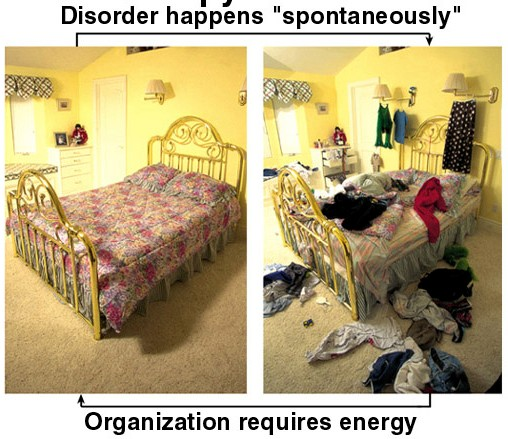 Disorder happens "spontaneously"
Organization requires energy